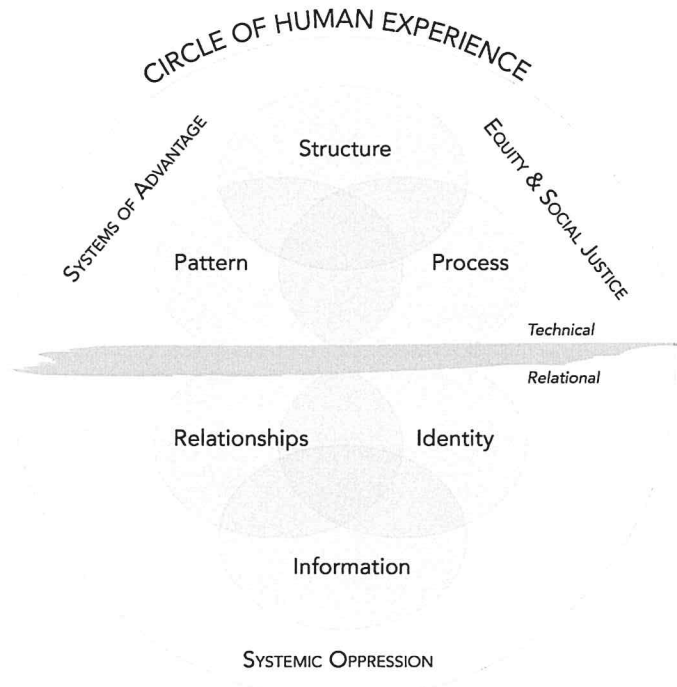 CIRCLE OF HUMAN EXPERIENCE
SYSTEMS OF ADVANTAGE
EQUITY & SOCIAL JUSTICE
Structure
Pattern
Process
Technical
Relational
Relationships
Identity
Information
SYSTEMIC OPPRESSION